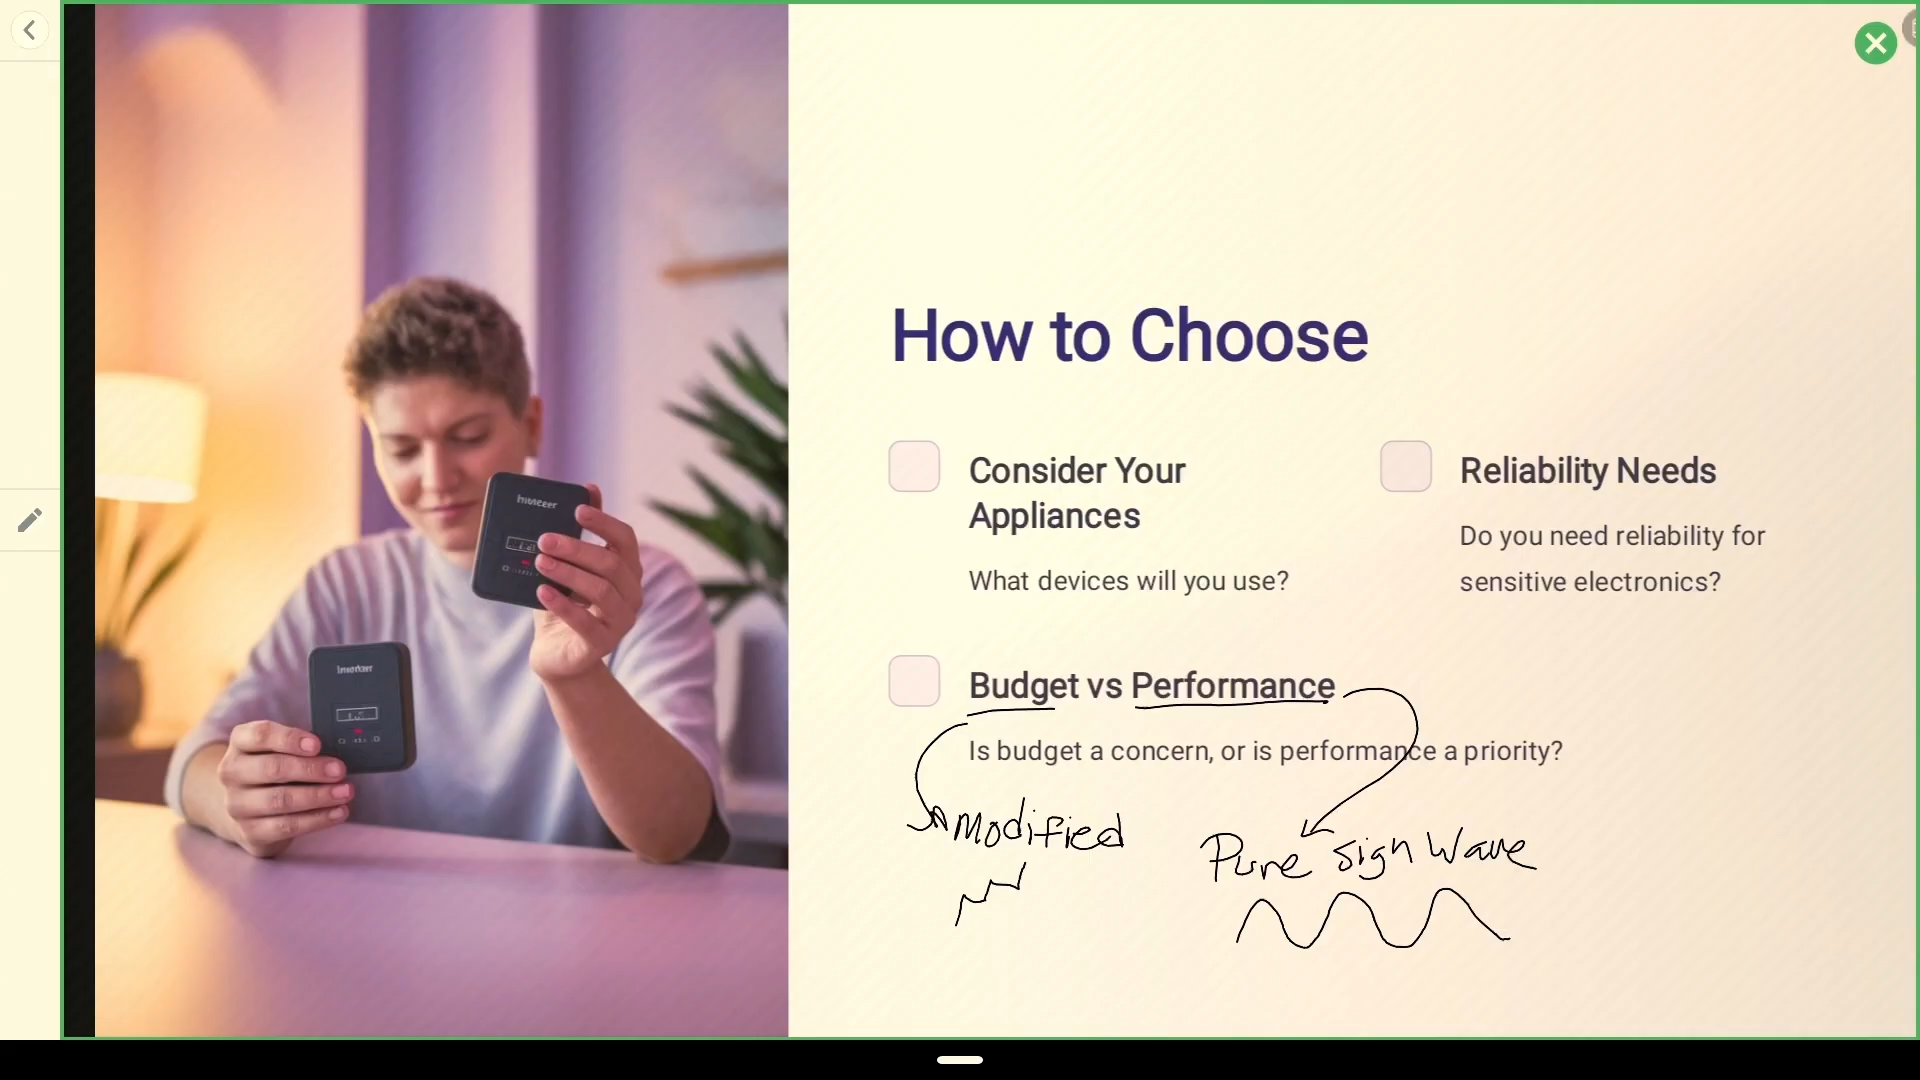 How to Choose
Consider Your
Appliances
What devices will you use?
Reliability Needs
Do you need reliability for
sensitive electronics?
Budget vs Performance
Is budget a concern, or is performance a priority?
Modified
Pure Sign Wave